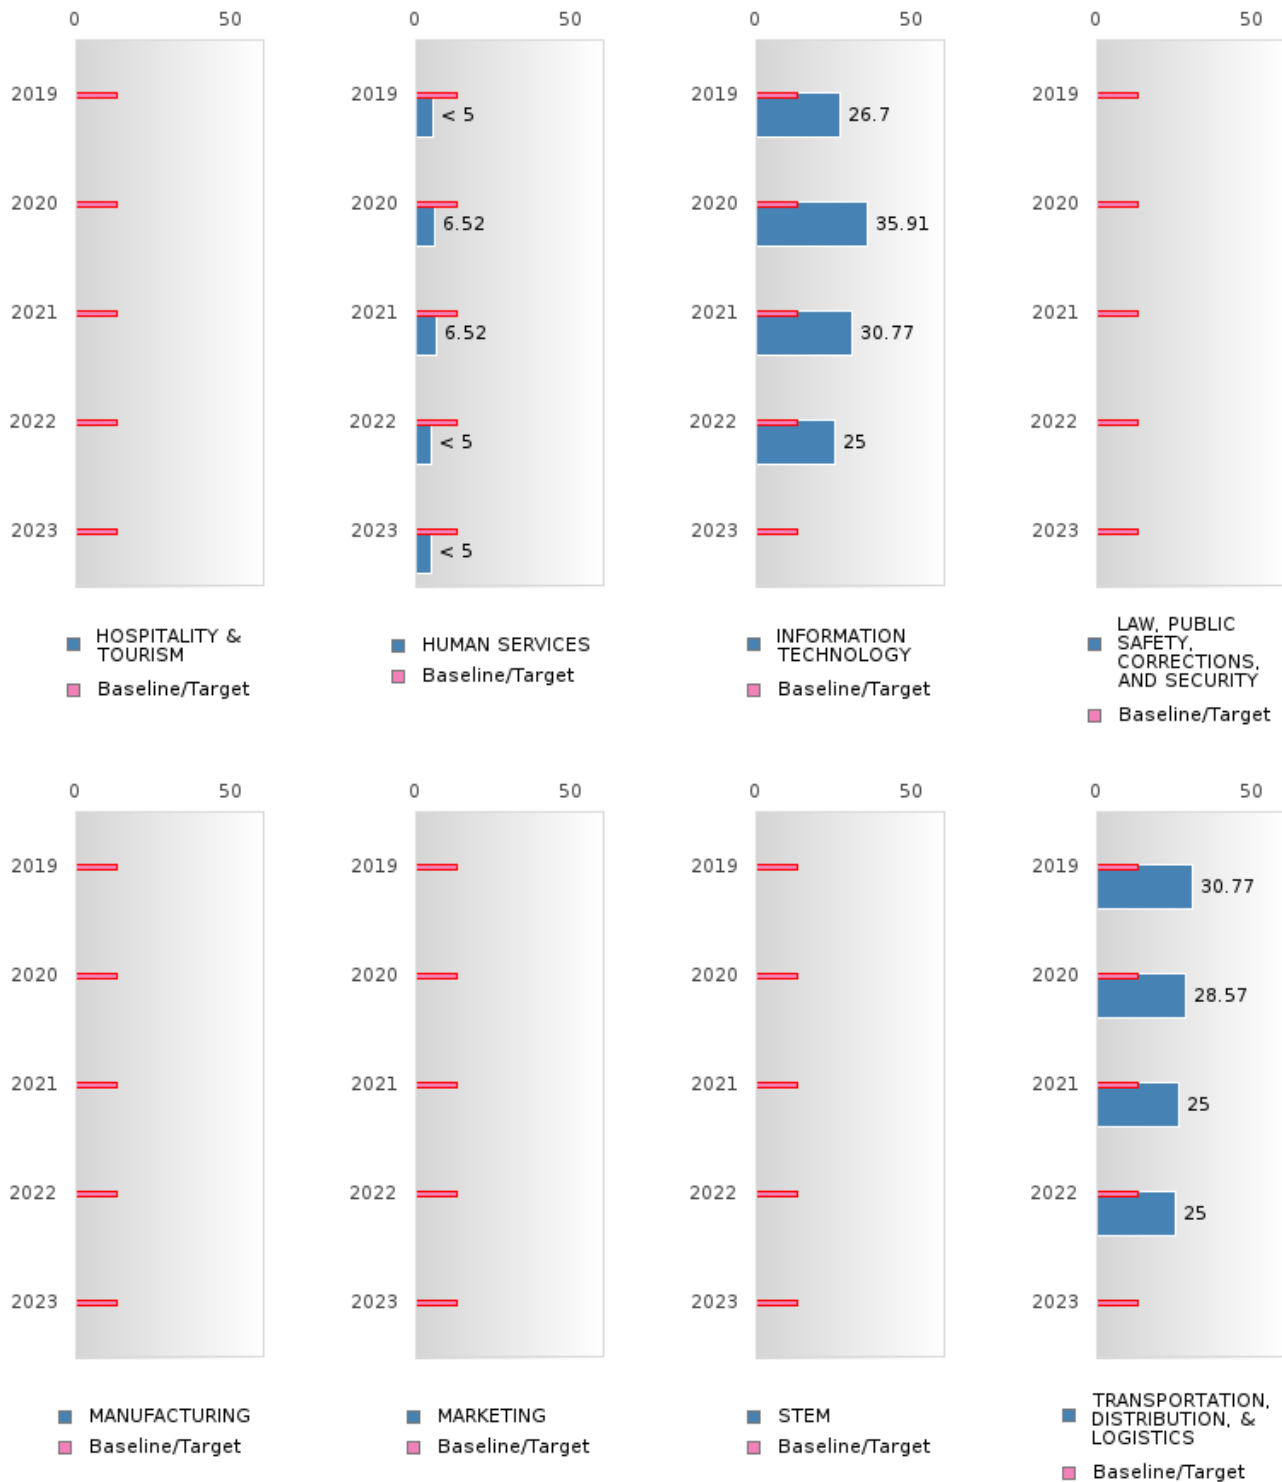 0 50
2019
2020
2021
2022
2023
HOSPITALITY &
TOURISM
Baseline/Target
0 50
2019
< 5
2020
6.52
2021
6.52
2022
< 5
2023
< 5
HUMAN SERVICES
Baseline/Target
0 50
2019
26.7
2020
35.91
2021
30.77
2022
25
2023
INFORMATION
TECHNOLOGY
Baseline/Target
0 50
2019
2020
2021
2022
2023
LAW, PUBLIC
SAFETY,
CORRECTIONS,
AND SECURITY
Baseline/Target
0 50
2019
2020
2021
2022
2023
MANUFACTURING
Baseline/Target
0 50
2019
2020
2021
2022
2023
MARKETING
Baseline/Target
0 50
2019
2020
2021
2022
2023
STEM
Baseline/Target
0 50
2019
30.77
2020
28.57
2021
25
2022
25
2023
TRANSPORTATION,
DISTRIBUTION, &
LOGISTICS
Baseline/Target